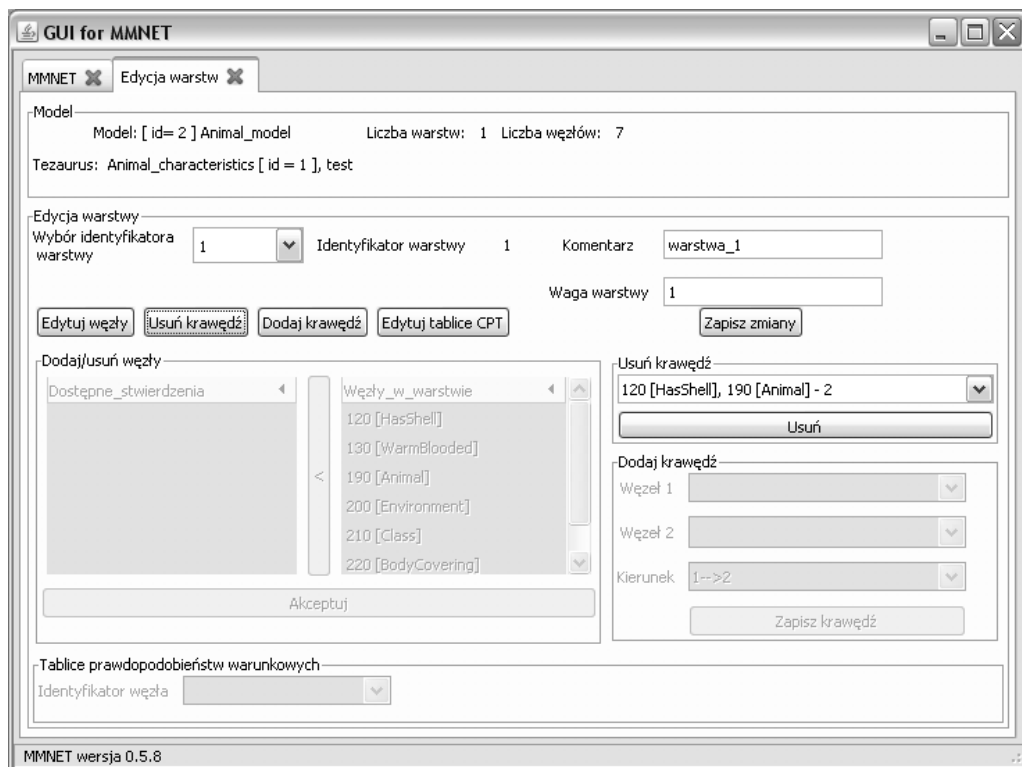 GUI for MMNET
MMNET
Edycja warstw
Model
Model: [ id= 2 ] Animal_model Liczba warstw: 1 Liczba węzłów: 7
Tezaurus: Animal_characteristics [ id = 1 ], test
Edycja warstwy
Wybór identyfikatora
warstwy
1
Identyfikator warstwy 1
Komentarz warstwa_1
Waga warstwy 1
Edytuj węzły
Usuń krawędź
Dodaj krawędź
Edytuj tablice CPT
Zapisz zmiany
Dodaj/usuń węzły
Dostępne_stwierdzenia
<
Węzły_w_warstwie
120 [HasShell]
130 [WarmBlooded]
190 [Animal]
200 [Environment]
210 [Class]
220 [BodyCovering]
Akceptuj
Usuń krawędź
120 [HasShell], 190 [Animal] - 2
Usuń
Dodaj krawędź
Węzeł 1
Węzeł 2
Kierunek 1-->2
Zapisz krawędź
Tablice prawdopodobieństw warunkowych
Identyfikator węzła
MMNET wersja 0.5.8